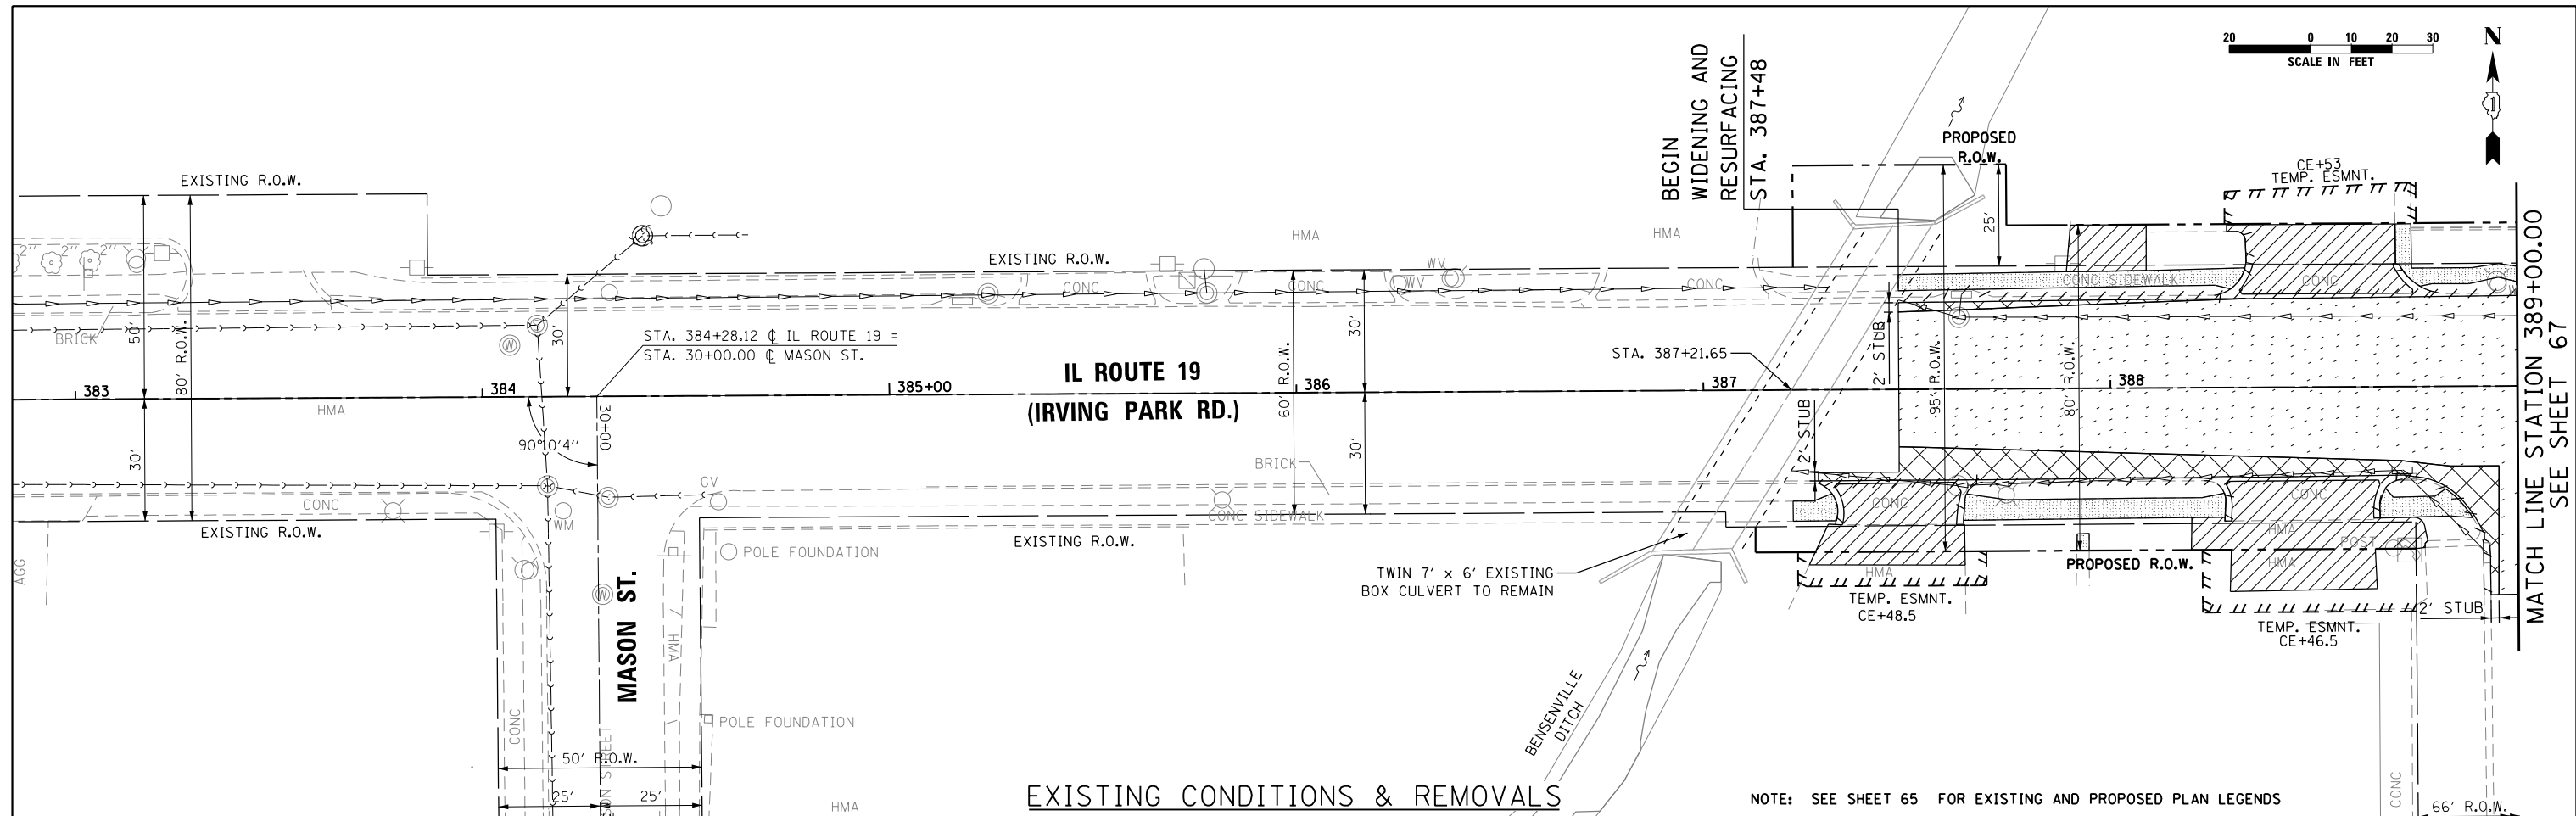 20 0 10 20 30
SCALE IN FEET
N
1
BEGIN
WIDENING AND
RESURFACING
STA. 387+48
PROPOSED
R.O.W.
CE+53
TEMP. ESMNT.
EXISTING R.O.W.
EXISTING R.O.W.
HMA
HMA
25'
2" 2" 2"
BRICK
50'
80' R.O.W.
30'
CONC
CONC
CONC
WV
WV
CONC SIDEWALK
CONC
W
STA. 384+28.12 ℄ IL ROUTE 19 =
STA. 30+00.00 ℄ MASON ST.
IL ROUTE 19
(IRVING PARK RD.)
60' R.O.W.
30'
30'
STA. 387+21.65
2' STUB
2' STUB
95' R.O.W.
80' R.O.W.
383
384
385+00
386
387
388
HMA
30'
90°10'4"
30+00
BRICK
GV
CONC
WM
CONC SIDEWALK
CONC
CONC
HMA
POST
HMA
EXISTING R.O.W.
EXISTING R.O.W.
POLE FOUNDATION
AGG
W
HMA
MASON ST.
TWIN 7' x 6' EXISTING
BOX CULVERT TO REMAIN
HMA
TEMP. ESMNT.
CE+48.5
PROPOSED R.O.W.
TEMP. ESMNT.
CE+46.5
2' STUB
MATCH LINE STATION 389+00.00
SEE SHEET 67
POLE FOUNDATION
CONC
50' R.O.W.
25' 25'
HMA
BENSENVILLE
DITCH
EXISTING CONDITIONS & REMOVALS
NOTE: SEE SHEET 65 FOR EXISTING AND PROPOSED PLAN LEGENDS
CONC
66' R.O.W.